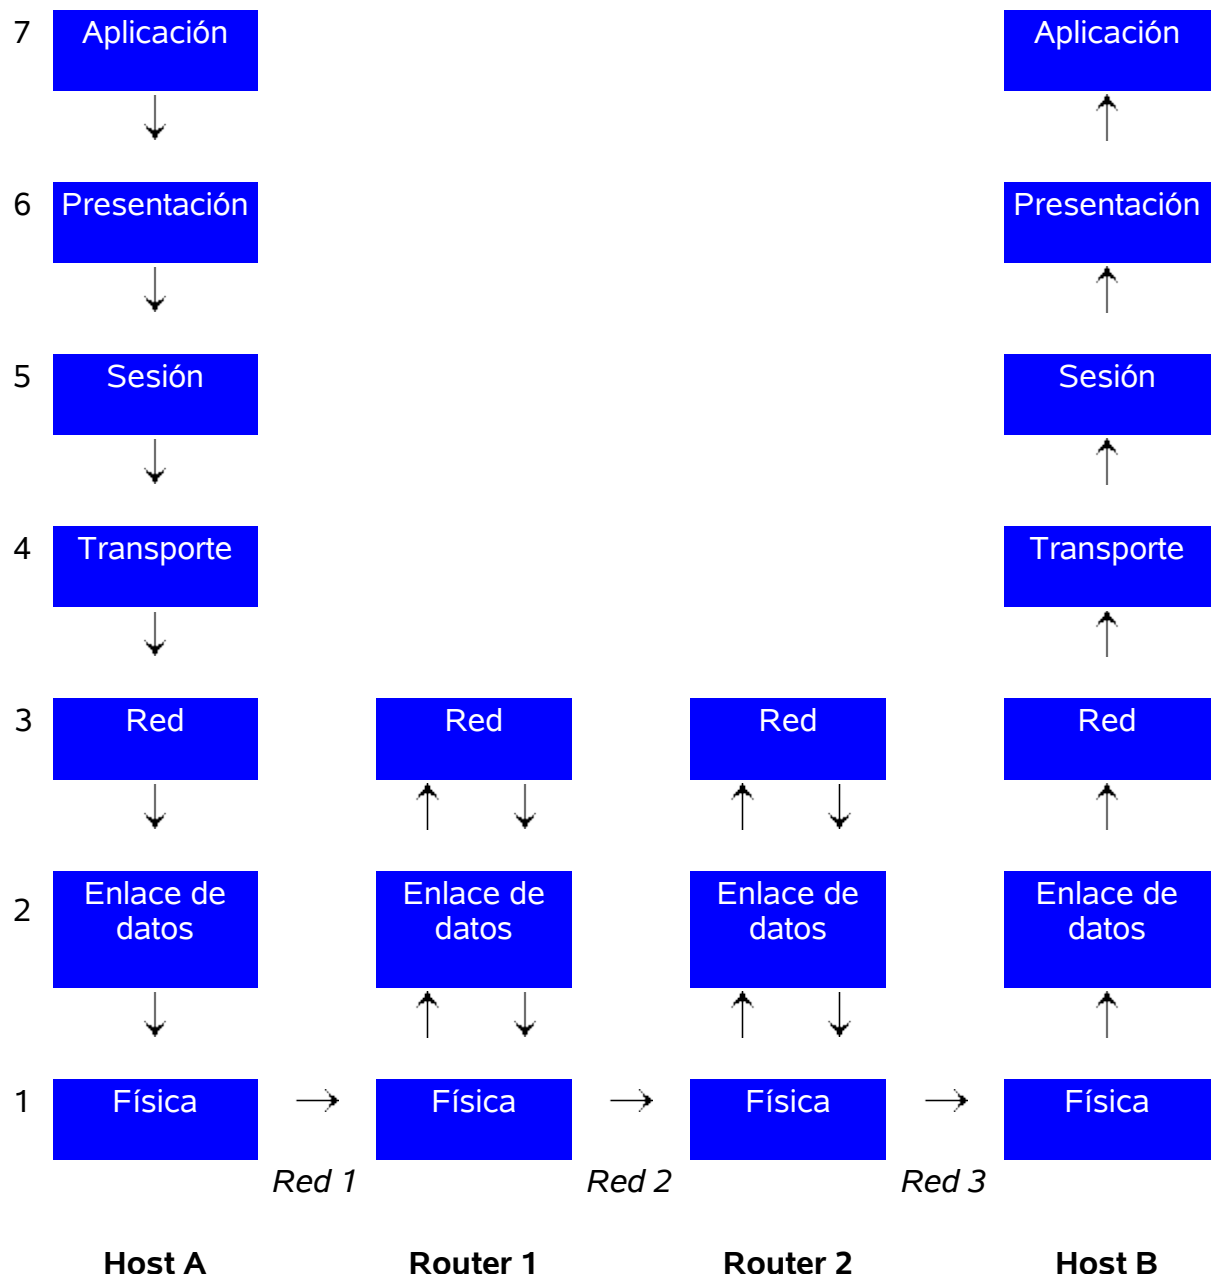 7 Aplicación Aplicación
6 Presentación Presentación
5 Sesión Sesión
4 Transporte Transporte
3 Red Red Red Red
2 Enlace de datos Enlace de datos Enlace de datos Enlace de datos
1 Física Física Física Física
Red 1 Red 2 Red 3
Host A Router 1 Router 2 Host B